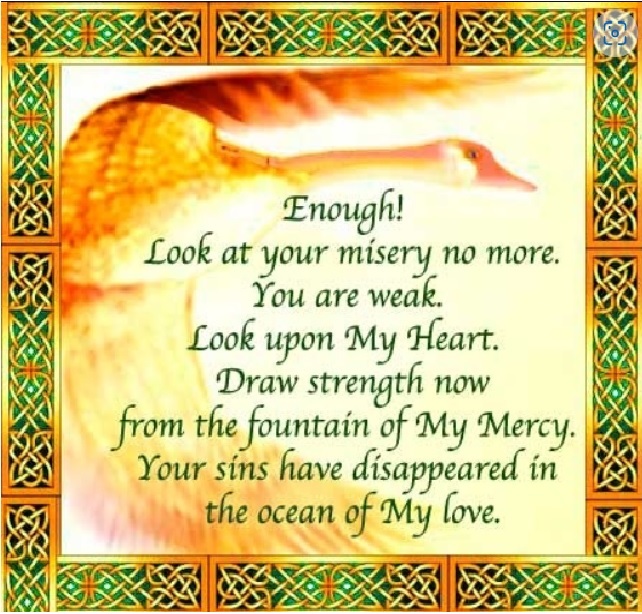 Enough!
Look at your misery no more.
You are weak.
Look upon My Heart.
Draw strength now
from the fountain of My Mercy.
Your sins have disappeared in
the ocean of My love.